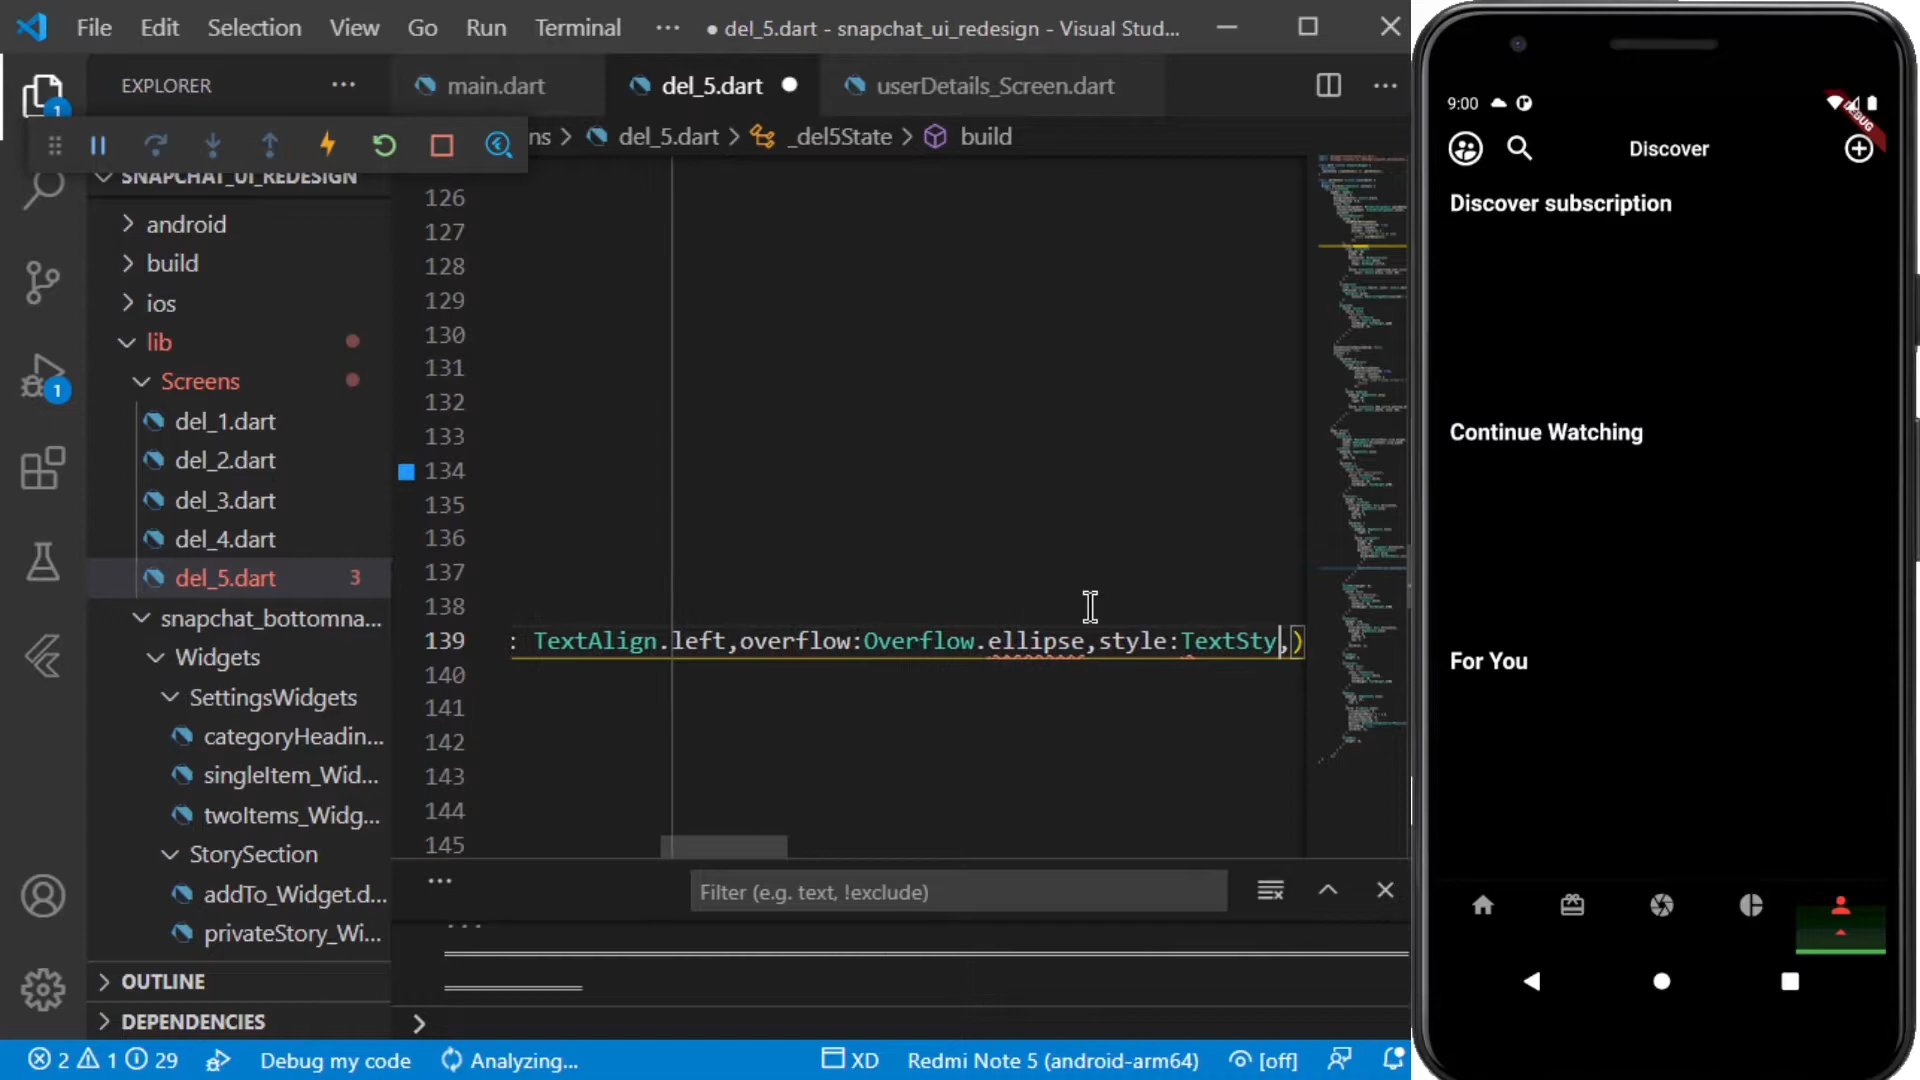 File Edit Selection View Go Run Terminal ··· ● del_5.dart - snapchat_ui_redesign - Visual Stud...
EXPLORER ···
main.dart del_5.dart userDetails_Screen.dart ···
ns > del_5.dart > _del5State > build
SNAPCHAT_UI_REDESIGN
android
build
ios
lib
Screens
del_1.dart
del_2.dart
del_3.dart
del_4.dart
del_5.dart 3
snapchat_bottomna...
Widgets
SettingsWidgets
categoryHeadin...
singleItem_Wid...
twoItems_Widg...
StorySection
addTo_Widget.d...
privateStory_Wi...
OUTLINE
DEPENDENCIES
1
1
126
127
128
129
130
131
132
133
134
135
136
137
138
139 : TextAlign.left,overflow:Overflow.ellipse,style:TextSty,)
140
141
142
143
144
145
··· Filter (e.g. text, !exclude)
2 1 29 Debug my code Analyzing... XD Redmi Note 5 (android-arm64) [off]
9:00
DEBUG
Discover
Discover subscription
Continue Watching
For You